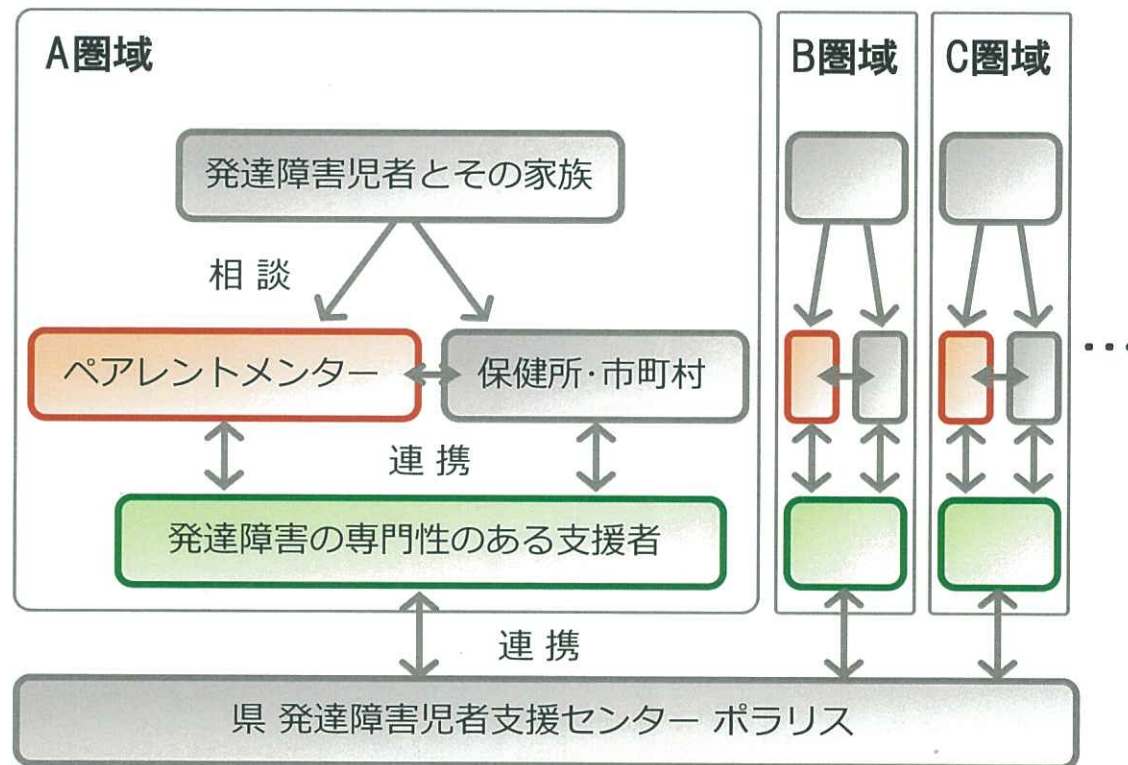 A圏域
B圏域
C圏域
発達障害児者とその家族
相談
ペアレントメンター
保健所・市町村
…
連携
発達障害の専門性のある支援者
連携
県 発達障害児者支援センター ポラリス